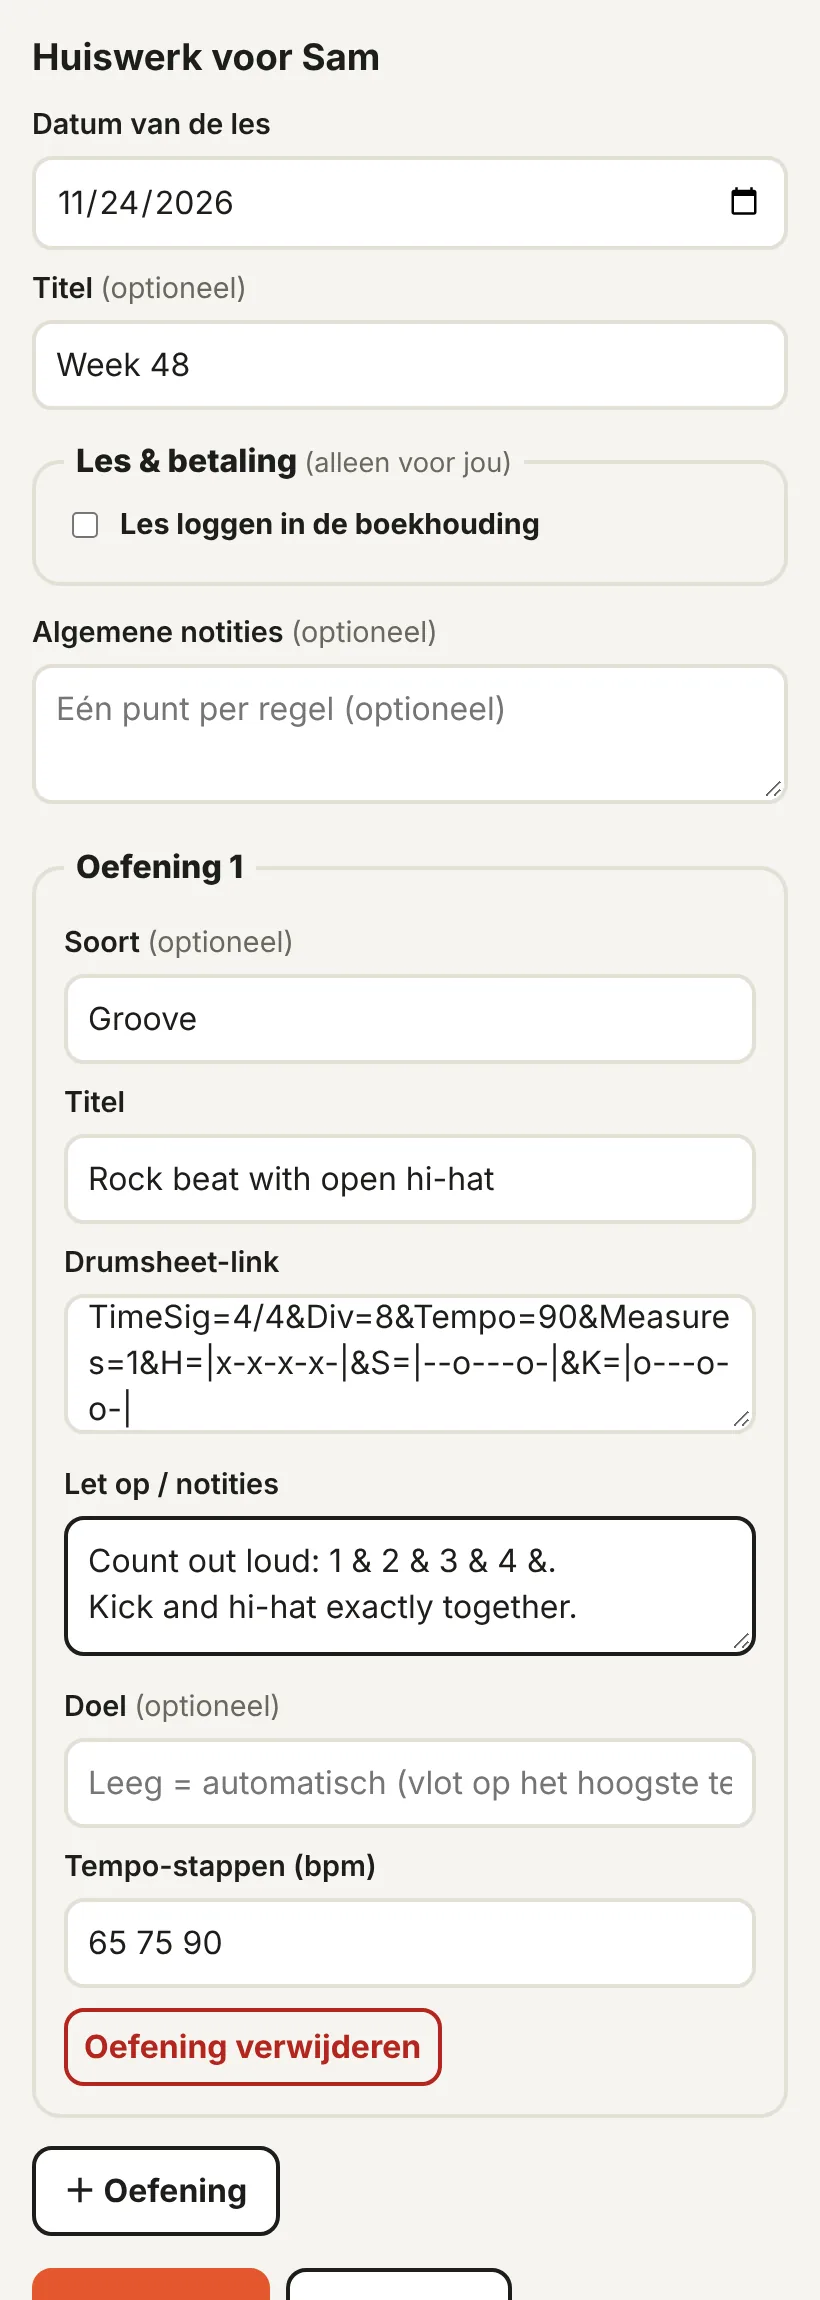 Huiswerk voor Sam
Datum van de les
11/24/2026
Titel (optioneel)
Week 48
Les & betaling (alleen voor jou)
Les loggen in de boekhouding
Algemene notities (optioneel)
Eén punt per regel (optioneel)
Oefening 1
Soort (optioneel)
Groove
Titel
Rock beat with open hi-hat
Drumsheet-link
TimeSig=4/4&Div=8&Tempo=90&Measure
s=1&H=|x-x-x-x-|&S=|--o---o-|&K=|o---o-
o-|
Let op / notities
Count out loud: 1 & 2 & 3 & 4 &.
Kick and hi-hat exactly together.
Doel (optioneel)
Leeg = automatisch (vlot op het hoogste te
Tempo-stappen (bpm)
65 75 90
Oefening verwijderen
+ Oefening